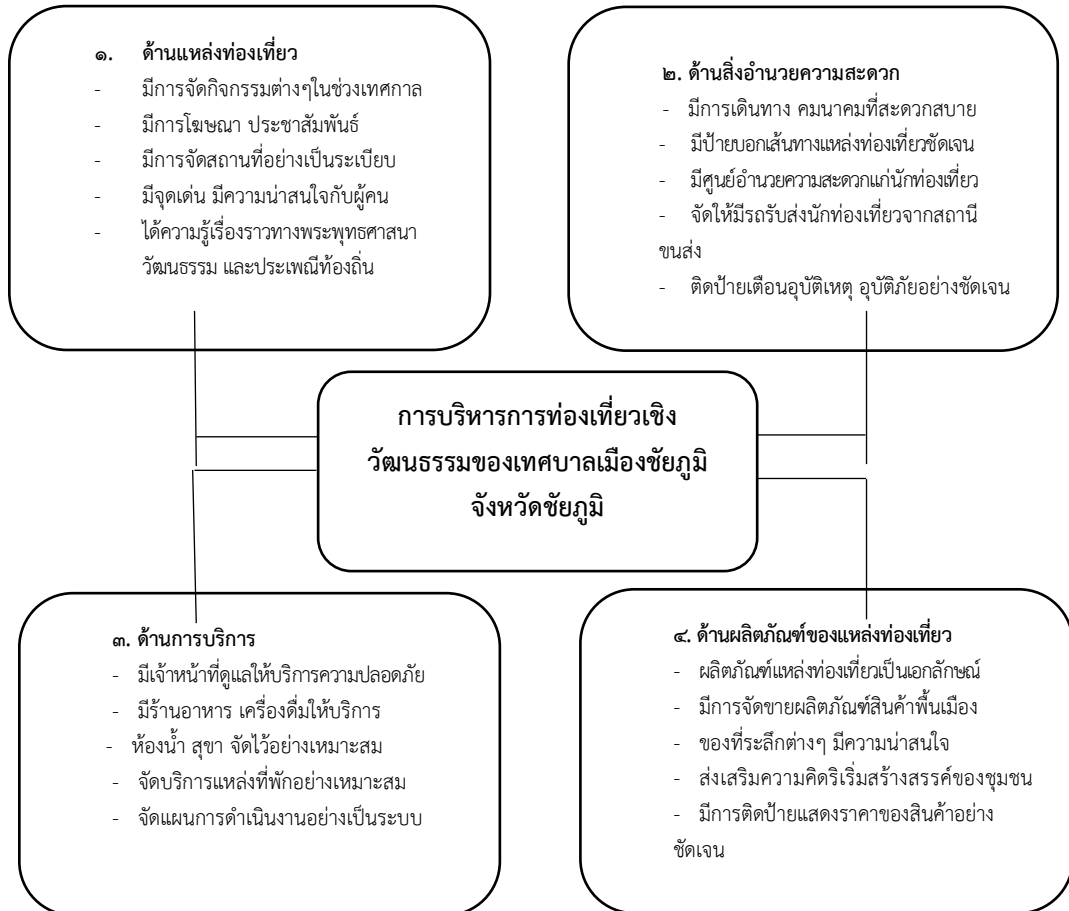 ๑. ด้านแหล่งท่องเที่ยว
- มีการจัดกิจกรรมต่างๆในช่วงเทศกาล
- มีการโฆษณา ประชาสัมพันธ์
- มีการจัดสถานที่อย่างเป็นระเบียบ
- มีจุดเด่น มีความน่าสนใจกับผู้คน
- ได้ความรู้เรื่องราวทางพระพุทธศาสนา
วัฒนธรรม และประเพณีท้องถิ่น
๒. ด้านสิ่งอำนวยความสะดวก
- มีการเดินทาง คมนาคมที่สะดวกสบาย
- มีป้ายบอกเส้นทางแหล่งท่องเที่ยวชัดเจน
- มีศูนย์อำนวยความสะดวกแก่นักท่องเที่ยว
- จัดให้มีรถรับส่งนักท่องเที่ยวจากสถานี
ขนส่ง
- ติดป้ายเตือนอุบัติเหตุ อุบัติภัยอย่างชัดเจน
การบริหารการท่องเที่ยวเชิง
วัฒนธรรมของเทศบาลเมืองชัยภูมิ
จังหวัดชัยภูมิ
๓. ด้านการบริการ
- มีเจ้าหน้าที่ดูแลให้บริการความปลอดภัย
- มีร้านอาหาร เครื่องดื่มให้บริการ
- ห้องน้ำ สุขา จัดไว้อย่างเหมาะสม
- จัดบริการแหล่งที่พักอย่างเหมาะสม
- จัดแผนการดำเนินงานอย่างเป็นระบบ
๔. ด้านผลิตภัณฑ์ของแหล่งท่องเที่ยว
- ผลิตภัณฑ์แหล่งท่องเที่ยวเป็นเอกลักษณ์
- มีการจัดขายผลิตภัณฑ์สินค้าพื้นเมือง
- ของที่ระลึกต่างๆ มีความน่าสนใจ
- ส่งเสริมความคิดริเริ่มสร้างสรรค์ของชุมชน
- มีการติดป้ายแสดงราคาของสินค้าอย่าง
ชัดเจน